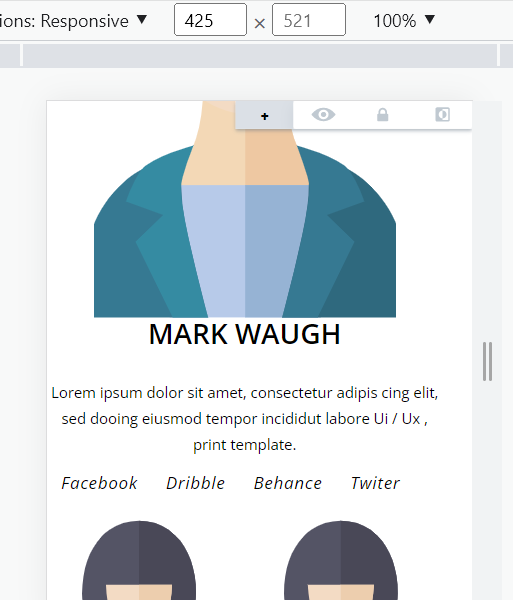 ions: Responsive ▼ 425 × 521 100% ▼
+
MARK WAUGH
Lorem ipsum dolor sit amet, consectetur adipis cing elit,
sed dooing eiusmod tempor incididut labore Ui / Ux ,
print template.
Facebook Dribble Behance Twiter